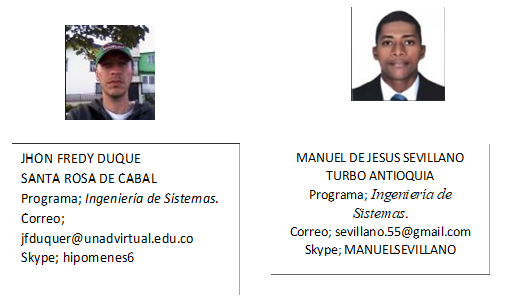 JHON FREDY DUQUE
SANTA ROSA DE CABAL
Programa; Ingeniería de Sistemas.
Correo;
jfduquer@unadvirtual.edu.co
Skype; hipomenes6
MANUEL DE JESUS SEVILLANO
TURBO ANTIOQUIA
Programa; Ingeniería de
Sistemas.
Correo; sevillano.55@gmail.com
Skype; MANUELSEVILLANO